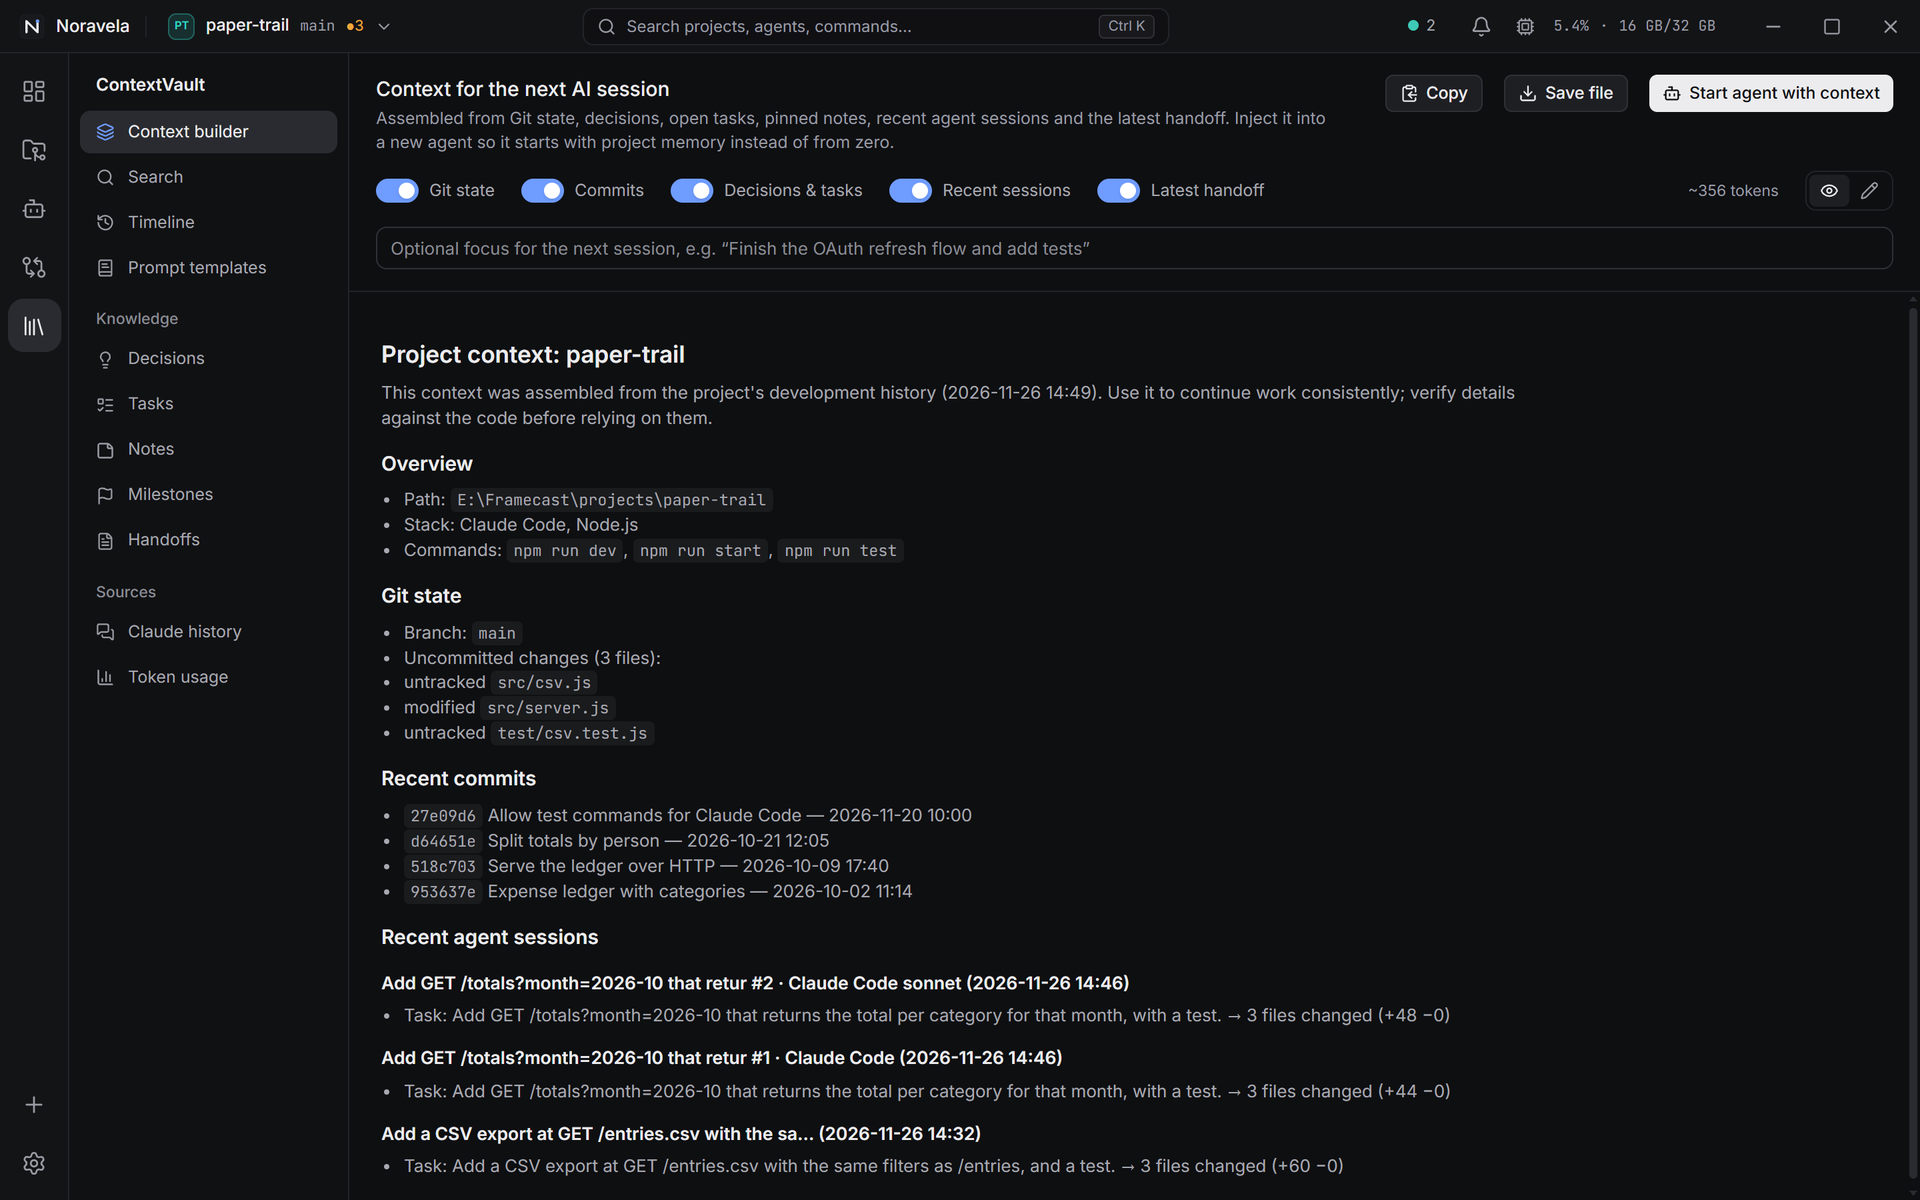 Noravela
PT paper-trail main 3
Search projects, agents, commands... Ctrl K
2
5.4% · 16 GB/32 GB
ContextVault
Context builder
Search
Timeline
Prompt templates
Knowledge
Decisions
Tasks
Notes
Milestones
Handoffs
Sources
Claude history
Token usage
Context for the next AI session
Assembled from Git state, decisions, open tasks, pinned notes, recent agent sessions and the latest handoff. Inject it into
a new agent so it starts with project memory instead of from zero.
Copy
Save file
Start agent with context
Git state
Commits
Decisions & tasks
Recent sessions
Latest handoff
~356 tokens
Optional focus for the next session, e.g. “Finish the OAuth refresh flow and add tests”
Project context: paper-trail
This context was assembled from the project's development history (2026-11-26 14:49). Use it to continue work consistently; verify details
against the code before relying on them.
Overview
• Path: E:\Framecast\projects\paper-trail
• Stack: Claude Code, Node.js
• Commands: npm run dev, npm run start, npm run test
Git state
• Branch: main
• Uncommitted changes (3 files):
• untracked src/csv.js
• modified src/server.js
• untracked test/csv.test.js
Recent commits
• 27e09d6 Allow test commands for Claude Code — 2026-11-20 10:00
• d64651e Split totals by person — 2026-10-21 12:05
• 518c703 Serve the ledger over HTTP — 2026-10-09 17:40
• 953637e Expense ledger with categories — 2026-10-02 11:14
Recent agent sessions
Add GET /totals?month=2026-10 that retur #2 · Claude Code sonnet (2026-11-26 14:46)
• Task: Add GET /totals?month=2026-10 that returns the total per category for that month, with a test. → 3 files changed (+48 −0)
Add GET /totals?month=2026-10 that retur #1 · Claude Code (2026-11-26 14:46)
• Task: Add GET /totals?month=2026-10 that returns the total per category for that month, with a test. → 3 files changed (+44 −0)
Add a CSV export at GET /entries.csv with the sa... (2026-11-26 14:32)
• Task: Add a CSV export at GET /entries.csv with the same filters as /entries, and a test. → 3 files changed (+60 −0)